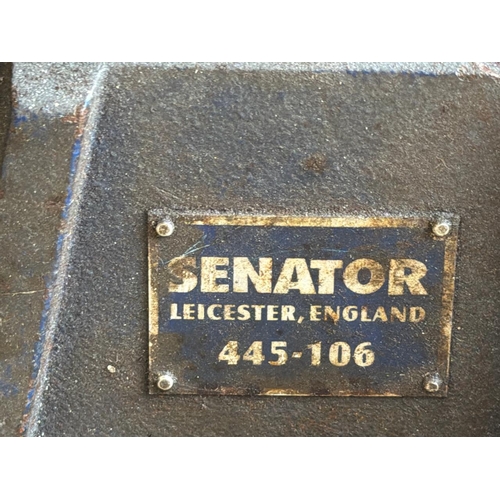 SENATOR
LEICESTER, ENGLAND
445-106